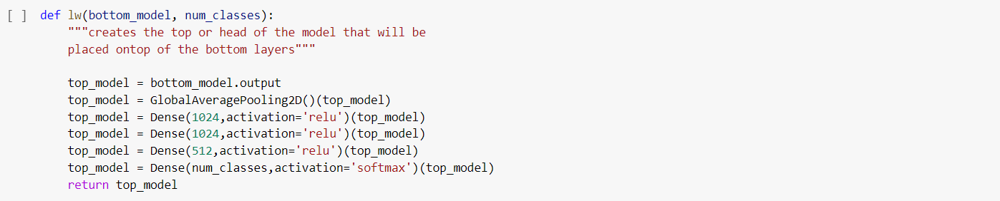 [ ] def lw(bottom_model, num_classes):
"""creates the top or head of the model that will be
placed ontop of the bottom layers"""
top_model = bottom_model.output
top_model = GlobalAveragePooling2D()(top_model)
top_model = Dense(1024,activation='relu')(top_model)
top_model = Dense(1024,activation='relu')(top_model)
top_model = Dense(512,activation='relu')(top_model)
top_model = Dense(num_classes,activation='softmax')(top_model)
return top_model